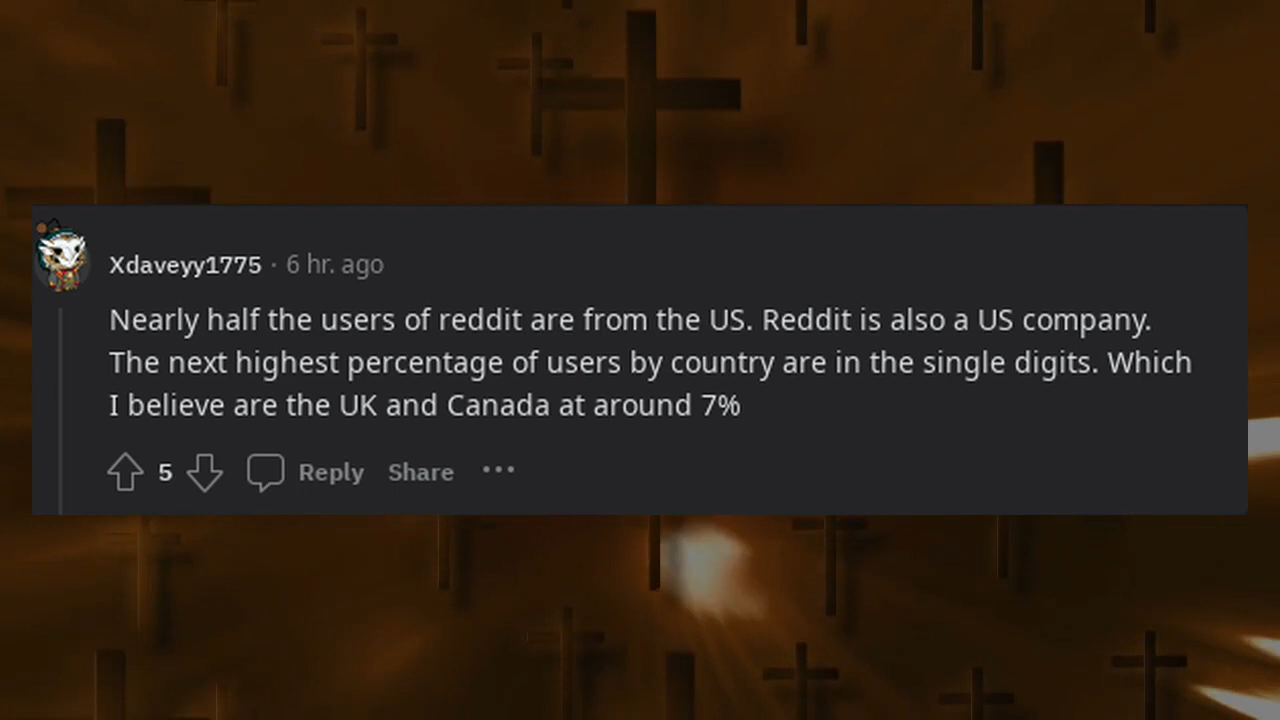 Xdaveyy1775 · 6 hr. ago
Nearly half the users of reddit are from the US. Reddit is also a US company.
The next highest percentage of users by country are in the single digits. Which
I believe are the UK and Canada at around 7%
5 Reply Share ...